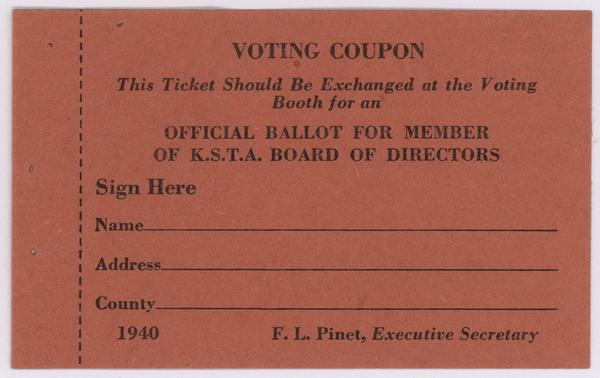 VOTING COUPON
This Ticket Should Be Exchanged at the Voting
Booth for an
OFFICIAL BALLOT FOR MEMBER
OF K.S.T.A. BOARD OF DIRECTORS
Sign Here
Name
Address
County
1940 F. L. Pinet, Executive Secretary